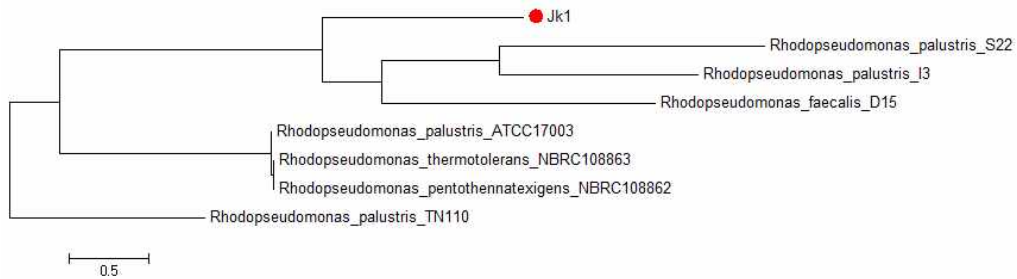 Jk1
Rhodopseudomonas_palustris_S22
Rhodopseudomonas_palustris_I3
Rhodopseudomonas_faecalis_D15
Rhodopseudomonas_palustris_ATCC17003
Rhodopseudomonas_thermotolerans_NBRC108863
Rhodopseudomonas_pentothennatexigens_NBRC108862
Rhodopseudomonas_palustris_TN110
0.5